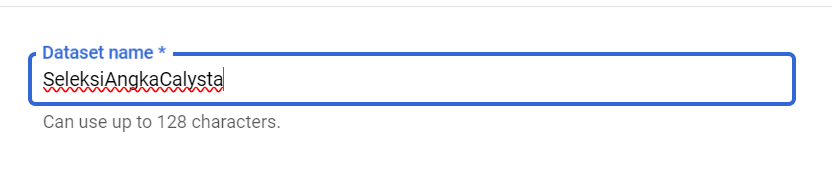 Dataset name *
SeleksiAngkaCalysta
Can use up to 128 characters.